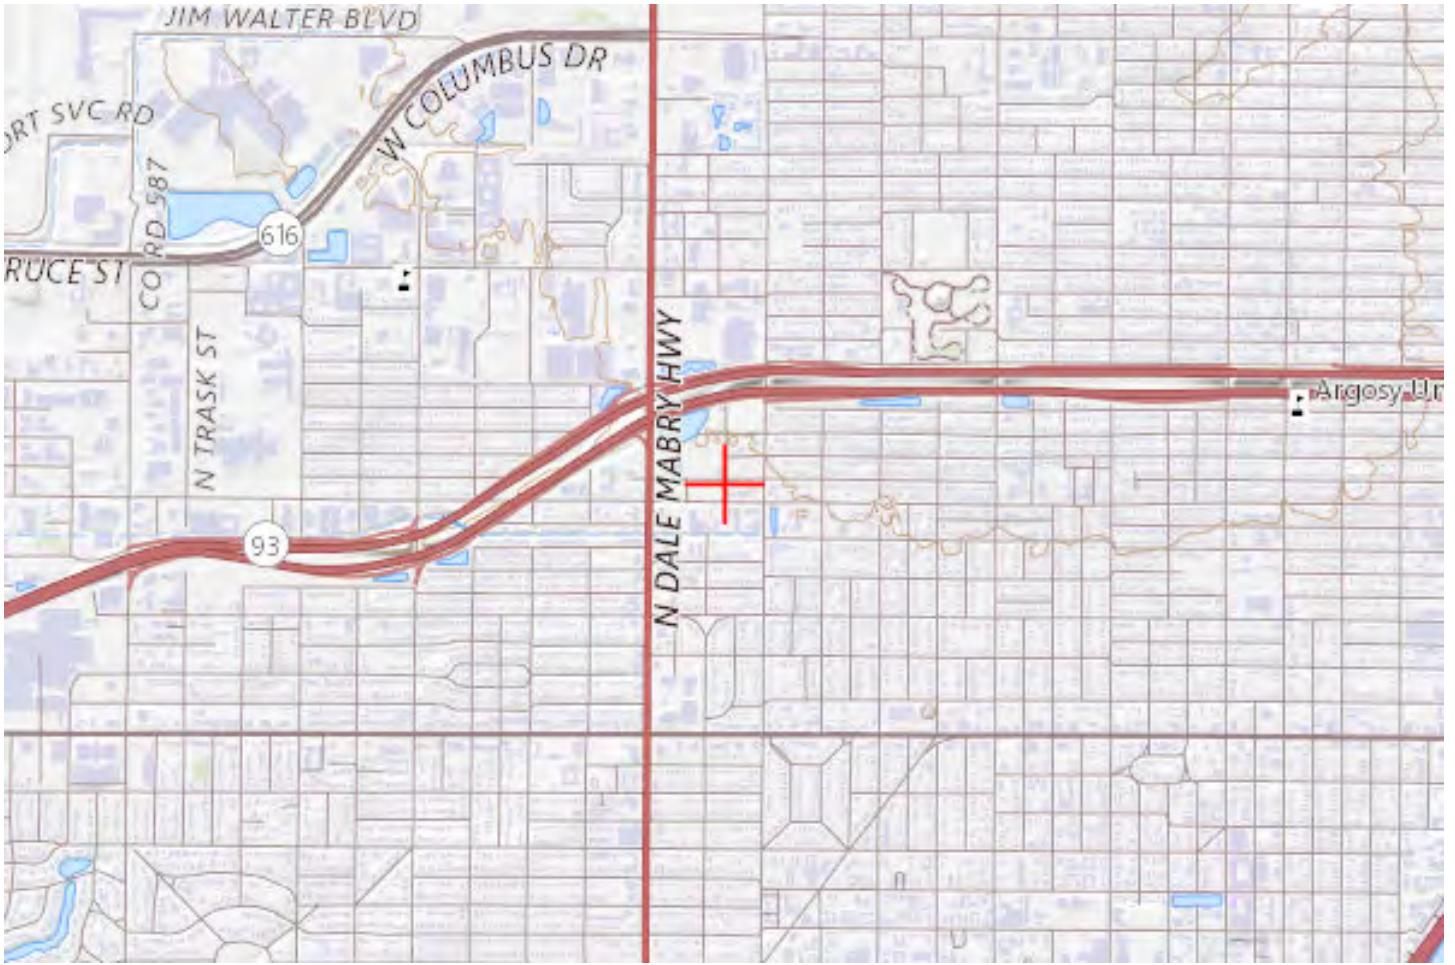 JIM WALTER BLVD
W COLUMBUS DR
ORT SVC RD
CO RD 587
616
RUCE ST
N TRASK ST
N DALE MABRY HWY
Argosy Un
93